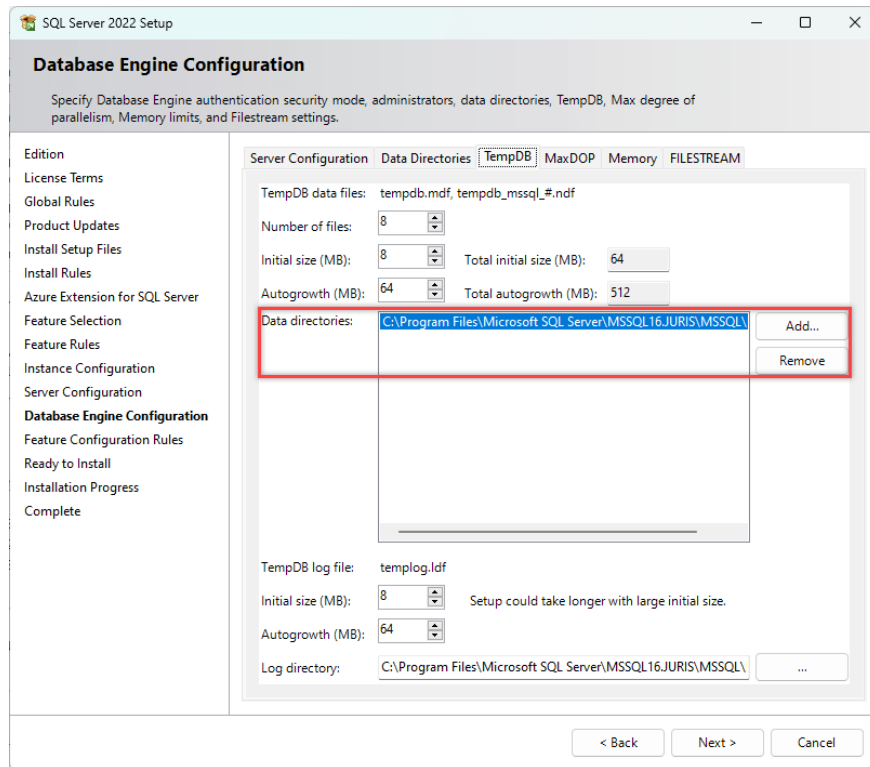 SQL Server 2022 Setup
Database Engine Configuration
Specify Database Engine authentication security mode, administrators, data directories, TempDB, Max degree of
parallelism, Memory limits, and Filestream settings.
Edition
License Terms
Global Rules
Product Updates
Install Setup Files
Install Rules
Azure Extension for SQL Server
Feature Selection
Feature Rules
Instance Configuration
Server Configuration
Database Engine Configuration
Feature Configuration Rules
Ready to Install
Installation Progress
Complete
Server Configuration Data Directories TempDB MaxDOP Memory FILESTREAM
TempDB data files: tempdb.mdf, tempdb_mssql_#.ndf
Number of files: 8
Initial size (MB): 8 Total initial size (MB): 64
Autogrowth (MB): 64 Total autogrowth (MB): 512
Data directories: C:\Program Files\Microsoft SQL Server\MSSQL16.JURIS\MSSQL\ Add...
Remove
TempDB log file: templog.ldf
Initial size (MB): 8 Setup could take longer with large initial size.
Autogrowth (MB): 64
Log directory: C:\Program Files\Microsoft SQL Server\MSSQL16.JURIS\MSSQL\ ...
< Back Next > Cancel